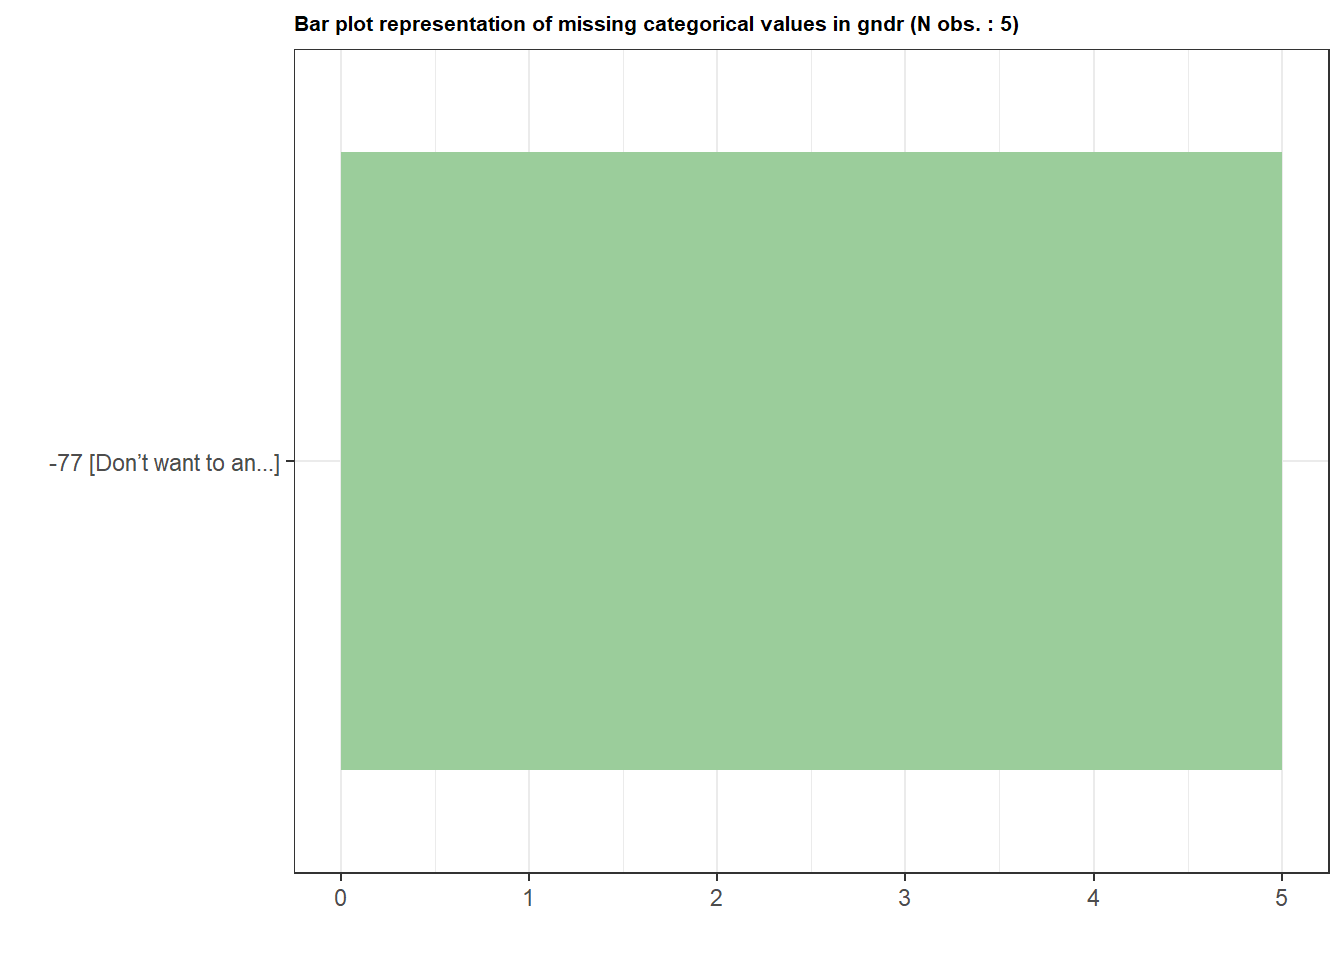 Bar plot representation of missing categorical values in gndr (N obs. : 5)
-77 [Don’t want to an...]
0 1 2 3 4 5